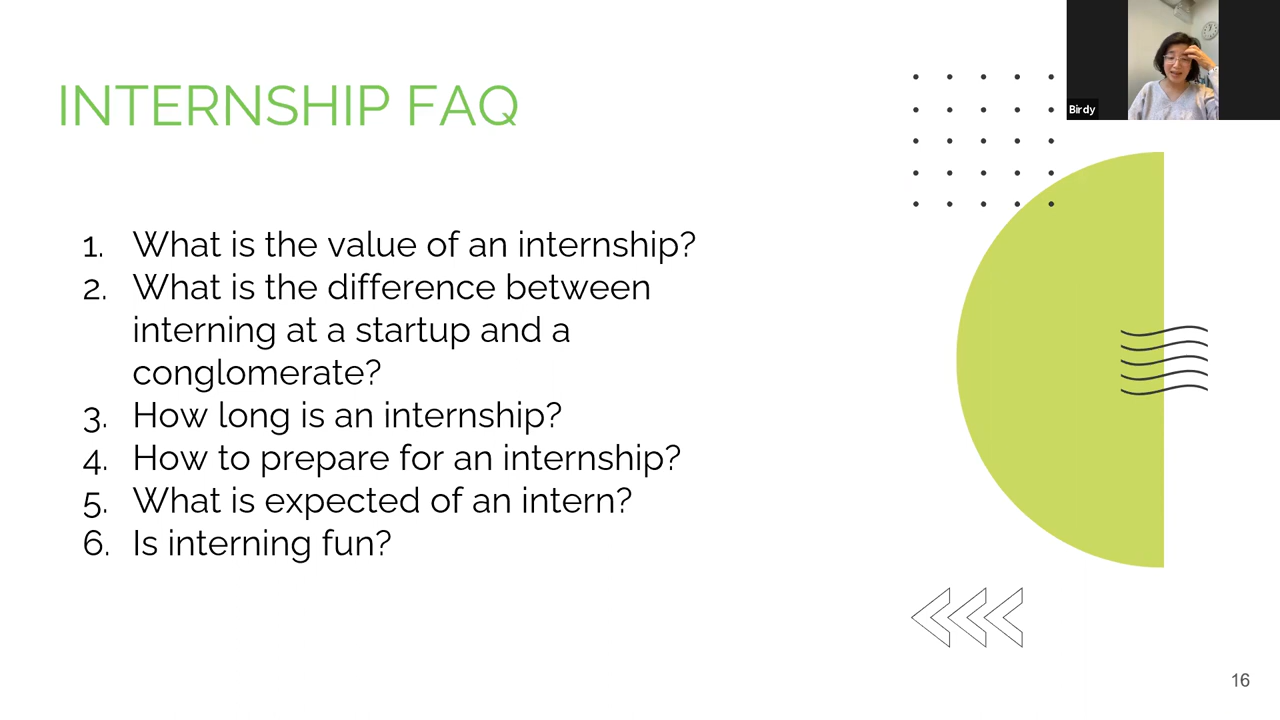 INTERNSHIP FAQ
Birdy
1. What is the value of an internship?
2. What is the difference between
interning at a startup and a
conglomerate?
3. How long is an internship?
4. How to prepare for an internship?
5. What is expected of an intern?
6. Is interning fun?
16